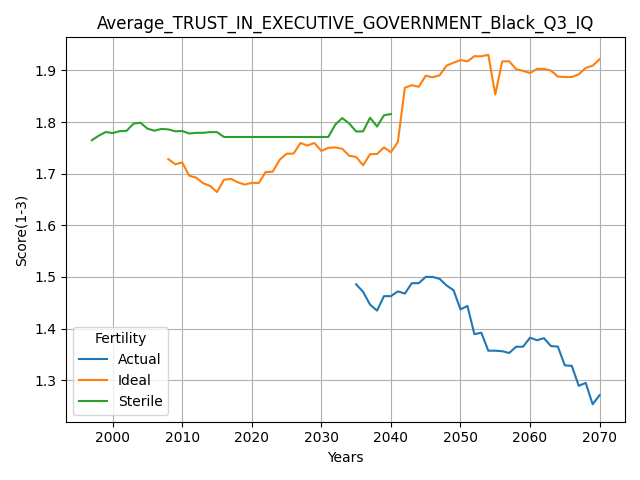 Average_TRUST_IN_EXECUTIVE_GOVERNMENT_Black_Q3_IQ
Score(1-3)
1.9
1.8
1.7
1.6
1.5
1.4
1.3
Fertility
Actual
Ideal
Sterile
2000 2010 2020 2030 2040 2050 2060 2070
Years